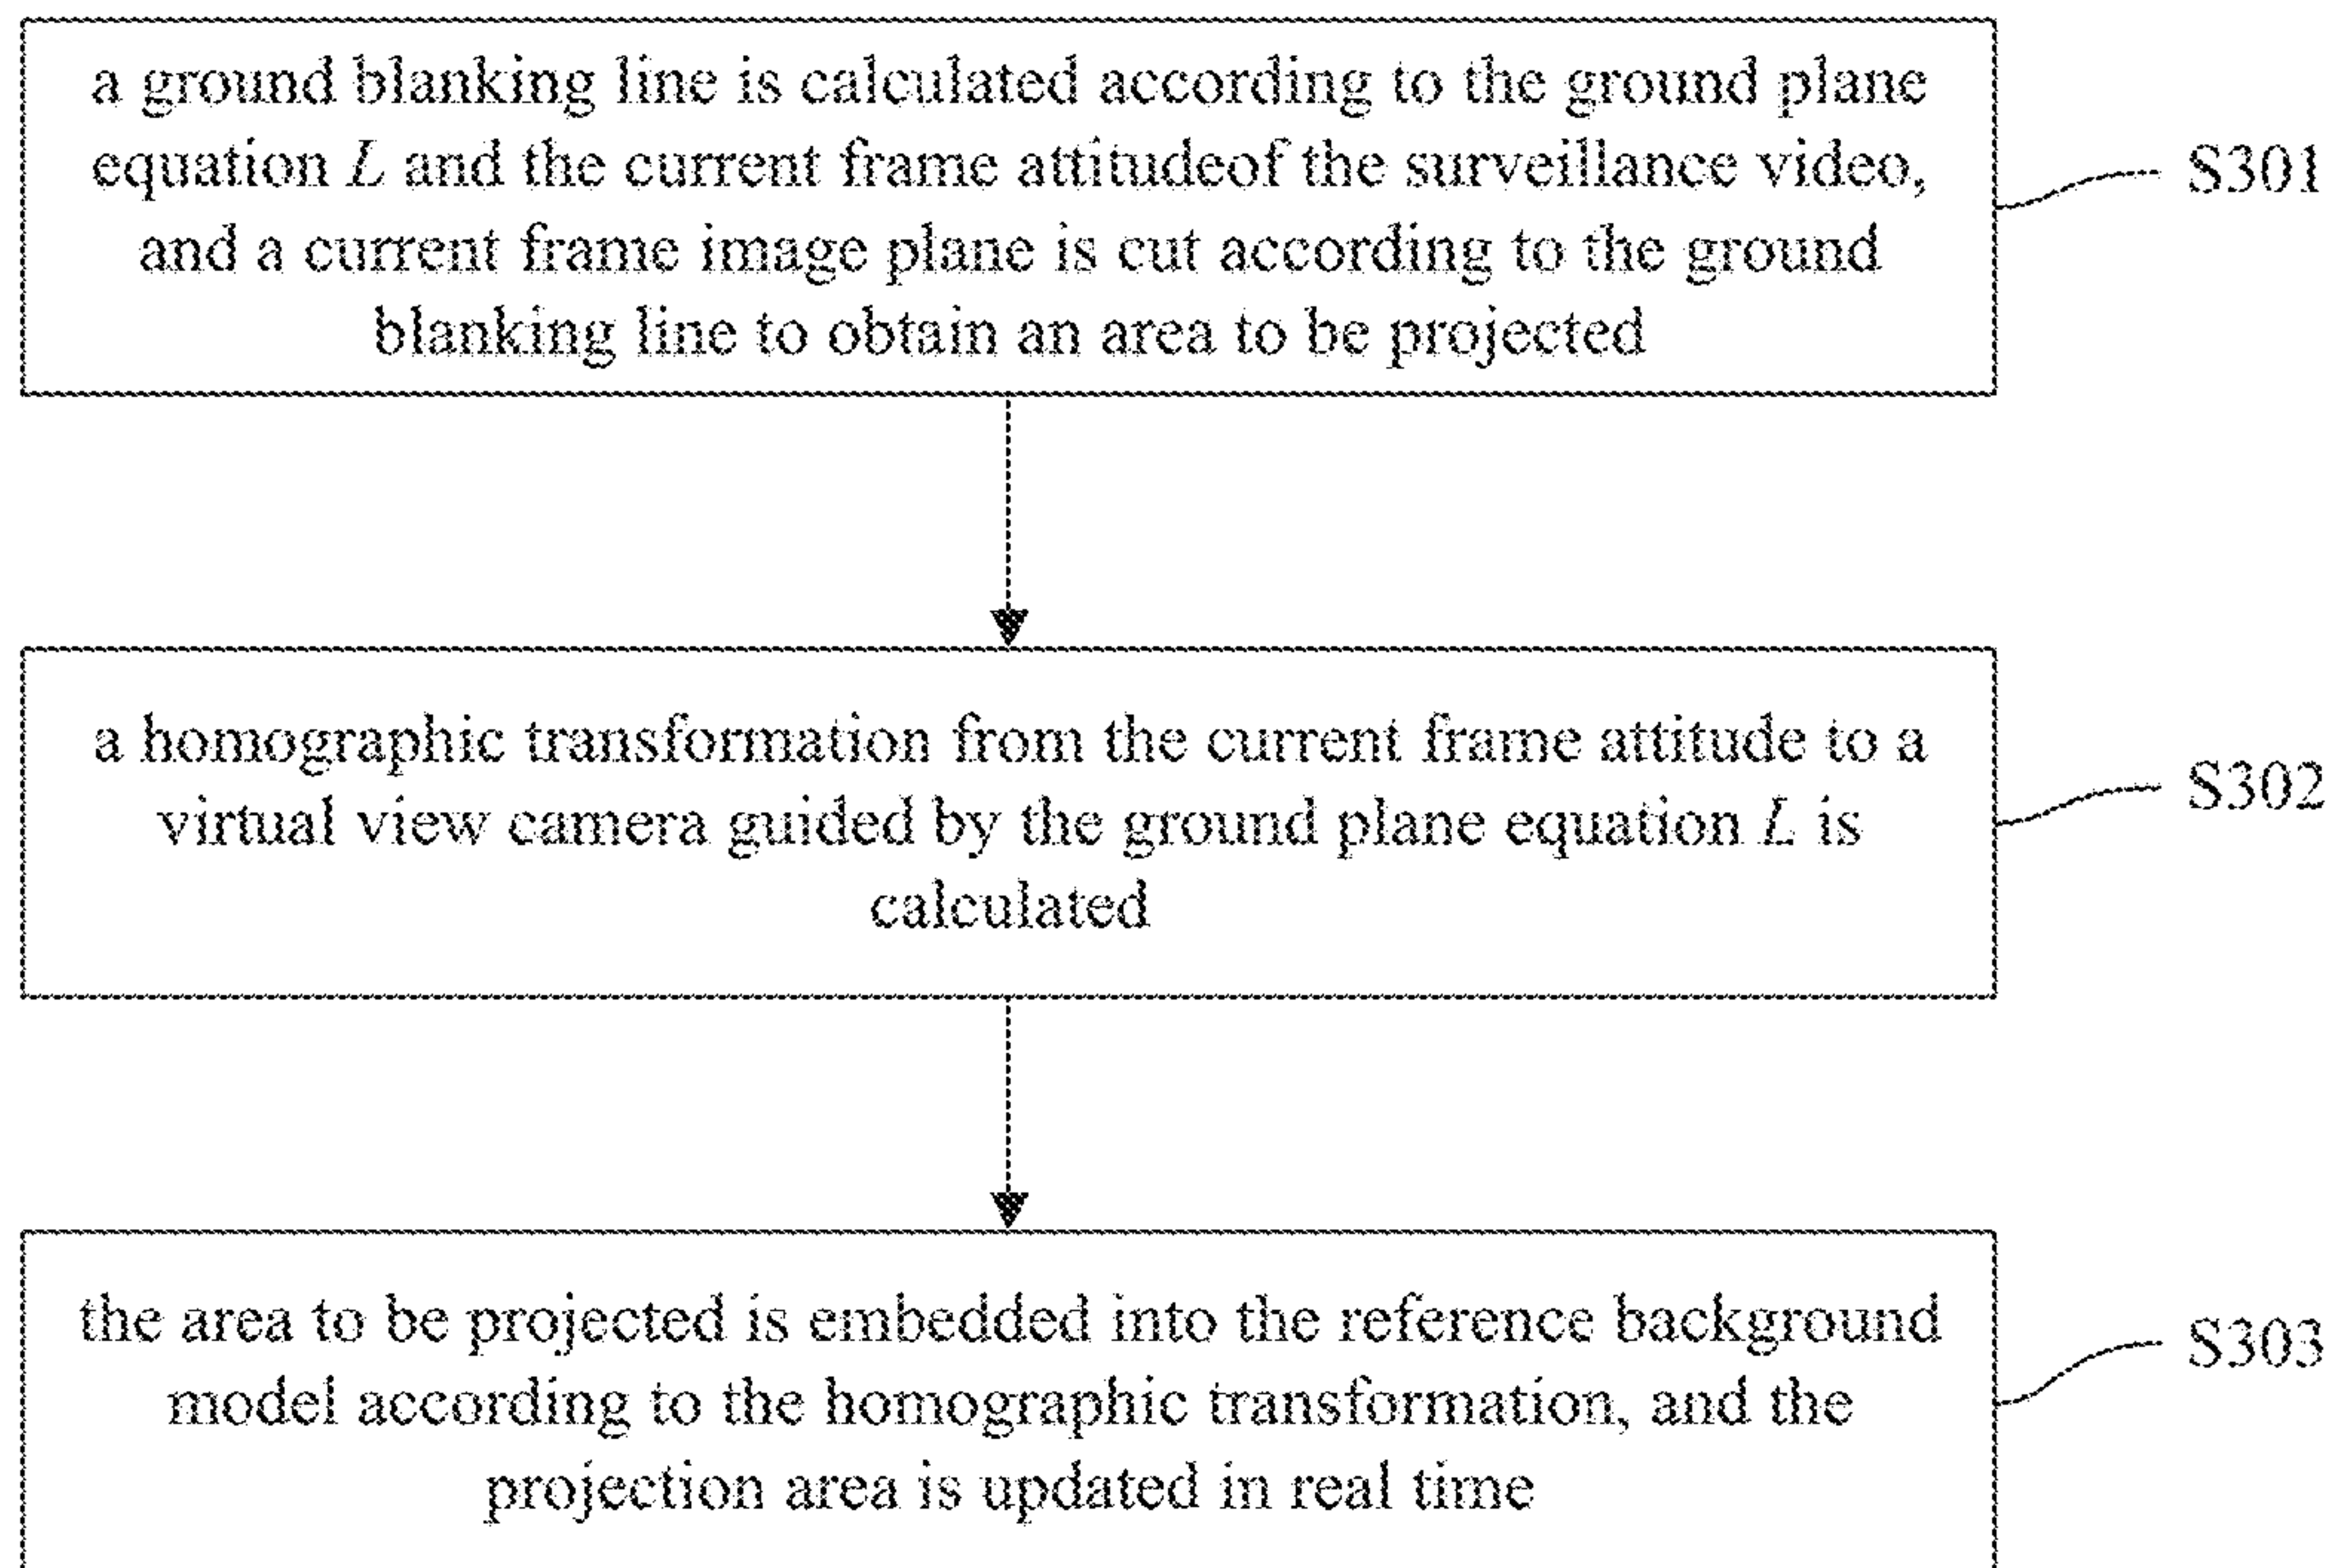 a ground blanking line is calculated according to the ground plane
equation L and the current frame attitudeof the surveillance video,
and a current frame image plane is cut according to the ground
blanking line to obtain an area to be projected
S301
a homographic transformation from the current frame attitude to a
virtual view camera guided by the ground plane equation L is
calculated
S302
the area to be projected is embedded into the reference background
model according to the homographic transformation, and the
projection area is updated in real time
S303